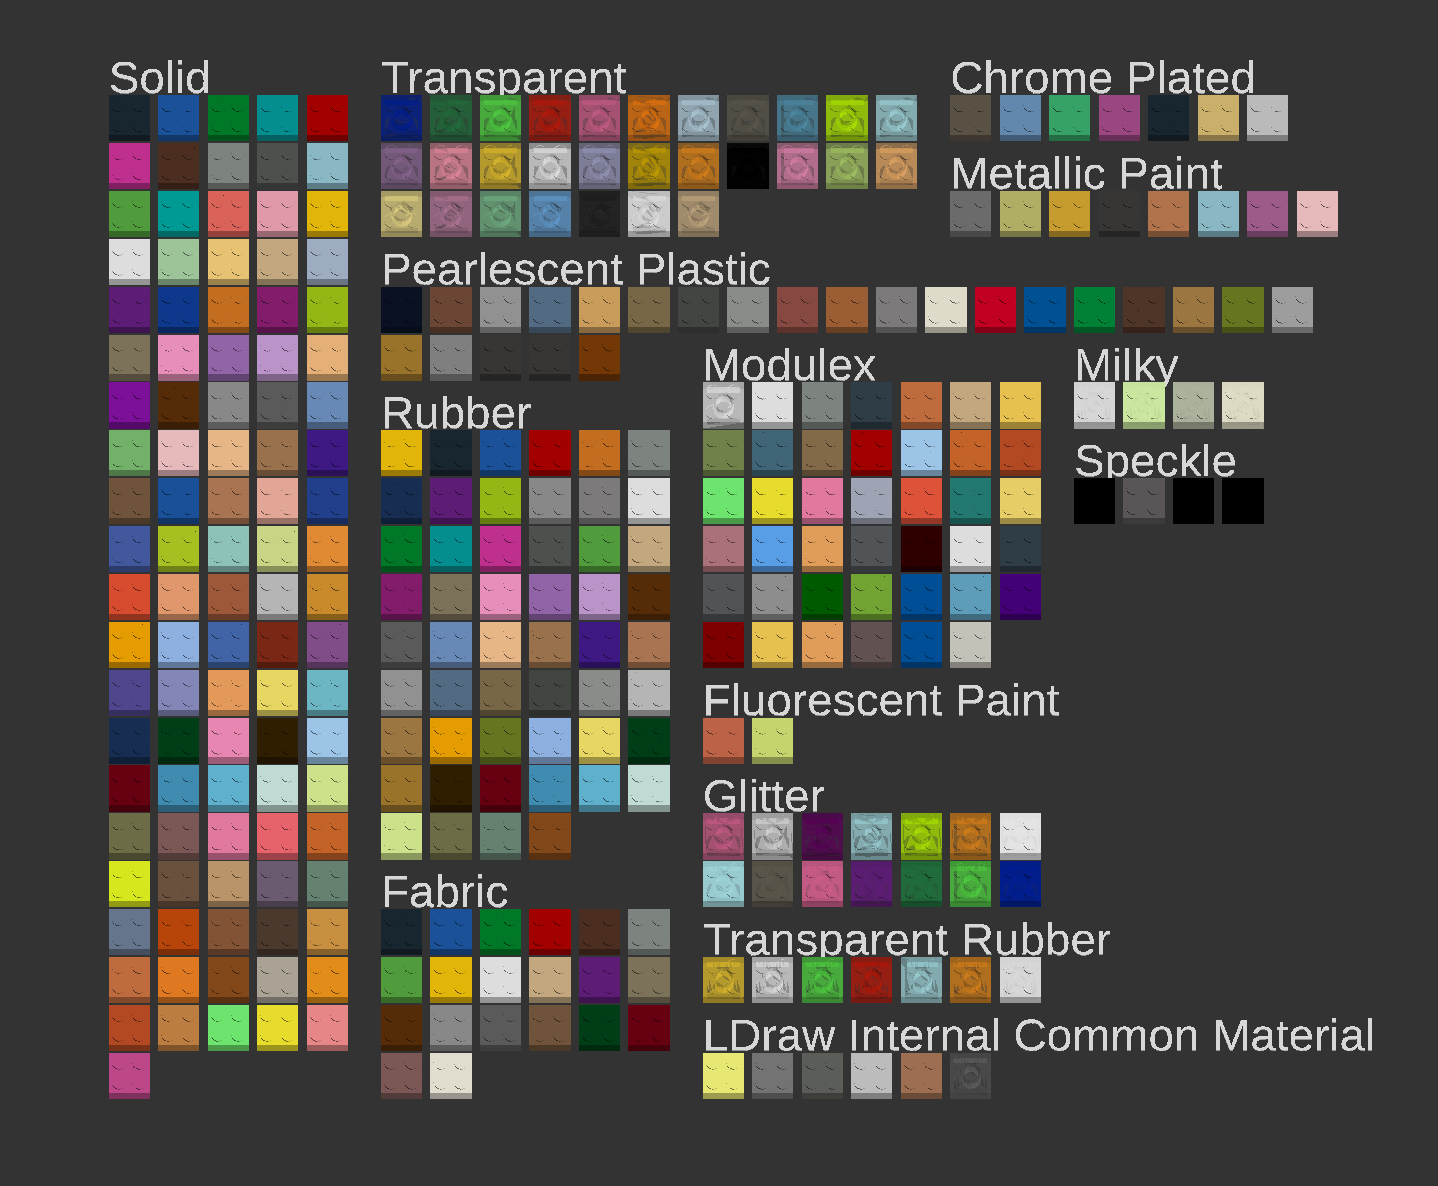 Solid
Transparent
Chrome Plated
Metallic Paint
Pearlescent Plastic
Modulex
Milky
Rubber
Speckle
Fluorescent Paint
Glitter
Fabric
Transparent Rubber
LDraw Internal Common Material